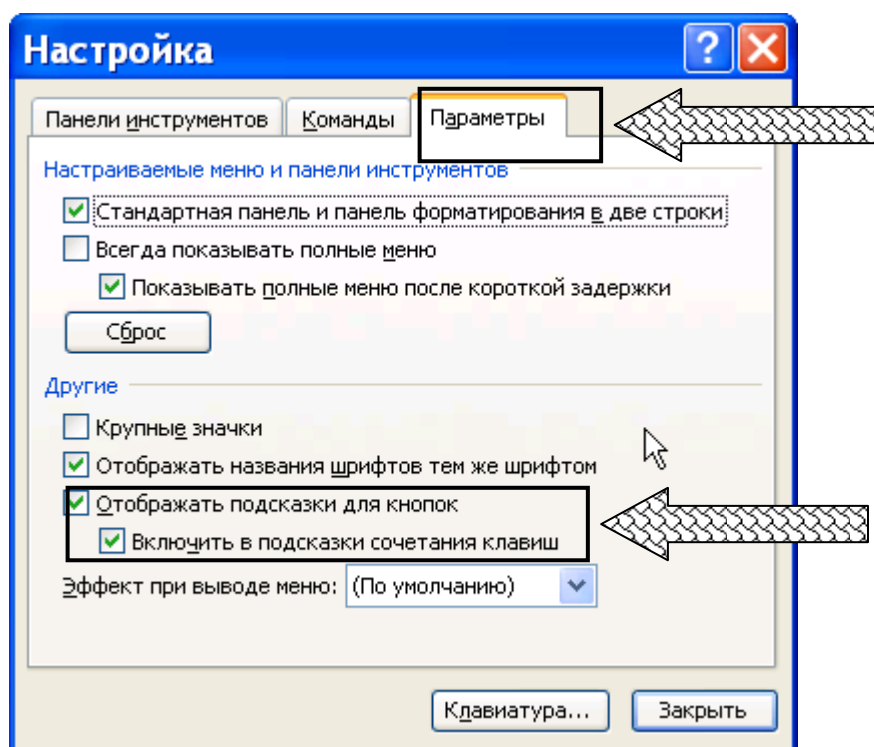 Настройка
Панели инструментов Команды Параметры
Настраиваемые меню и панели инструментов
Стандартная панель и панель форматирования в две строки
Всегда показывать полные меню
Показывать полные меню после короткой задержки
Сброс
Другие
Крупные значки
Отображать названия шрифтов тем же шрифтом
Отображать подсказки для кнопок
Включить в подсказки сочетания клавиш
Эффект при выводе меню: (По умолчанию)
Клавиатура... Закрыть